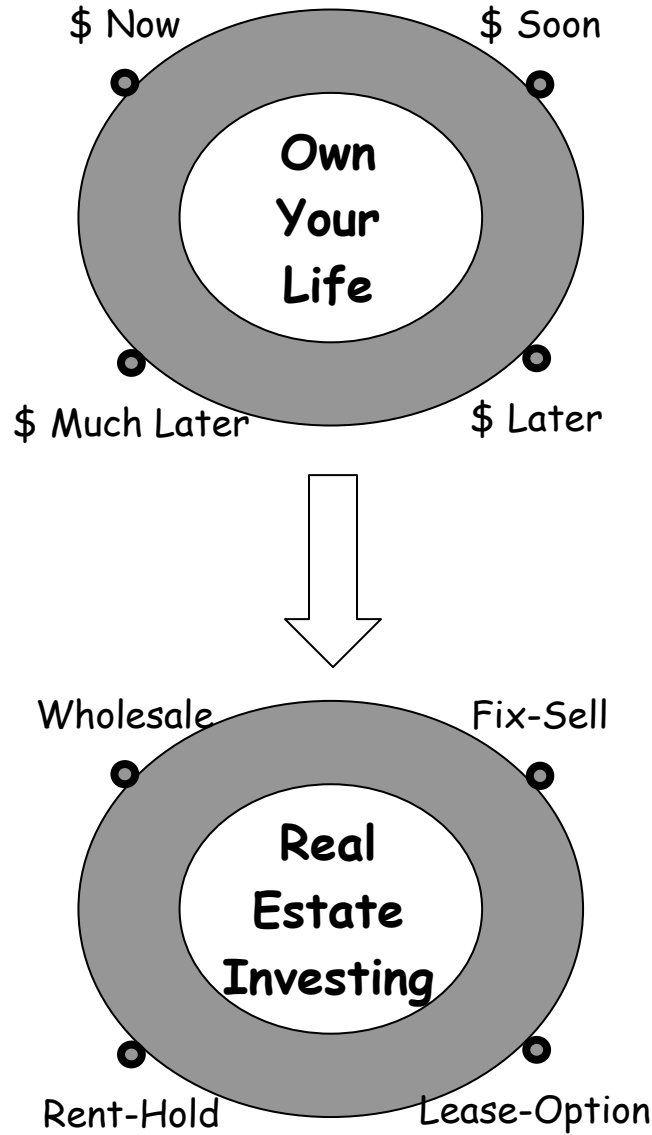 $ Now
$ Soon
Own
Your
Life
$ Much Later
$ Later
Wholesale
Fix-Sell
Real
Estate
Investing
Rent-Hold
Lease-Option